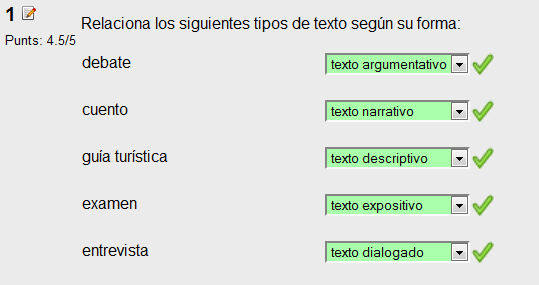 1 Relaciona los siguientes tipos de texto según su forma:
Punts: 4.5/5
debate texto argumentativo
cuento texto narrativo
guía turística texto descriptivo
examen texto expositivo
entrevista texto dialogado